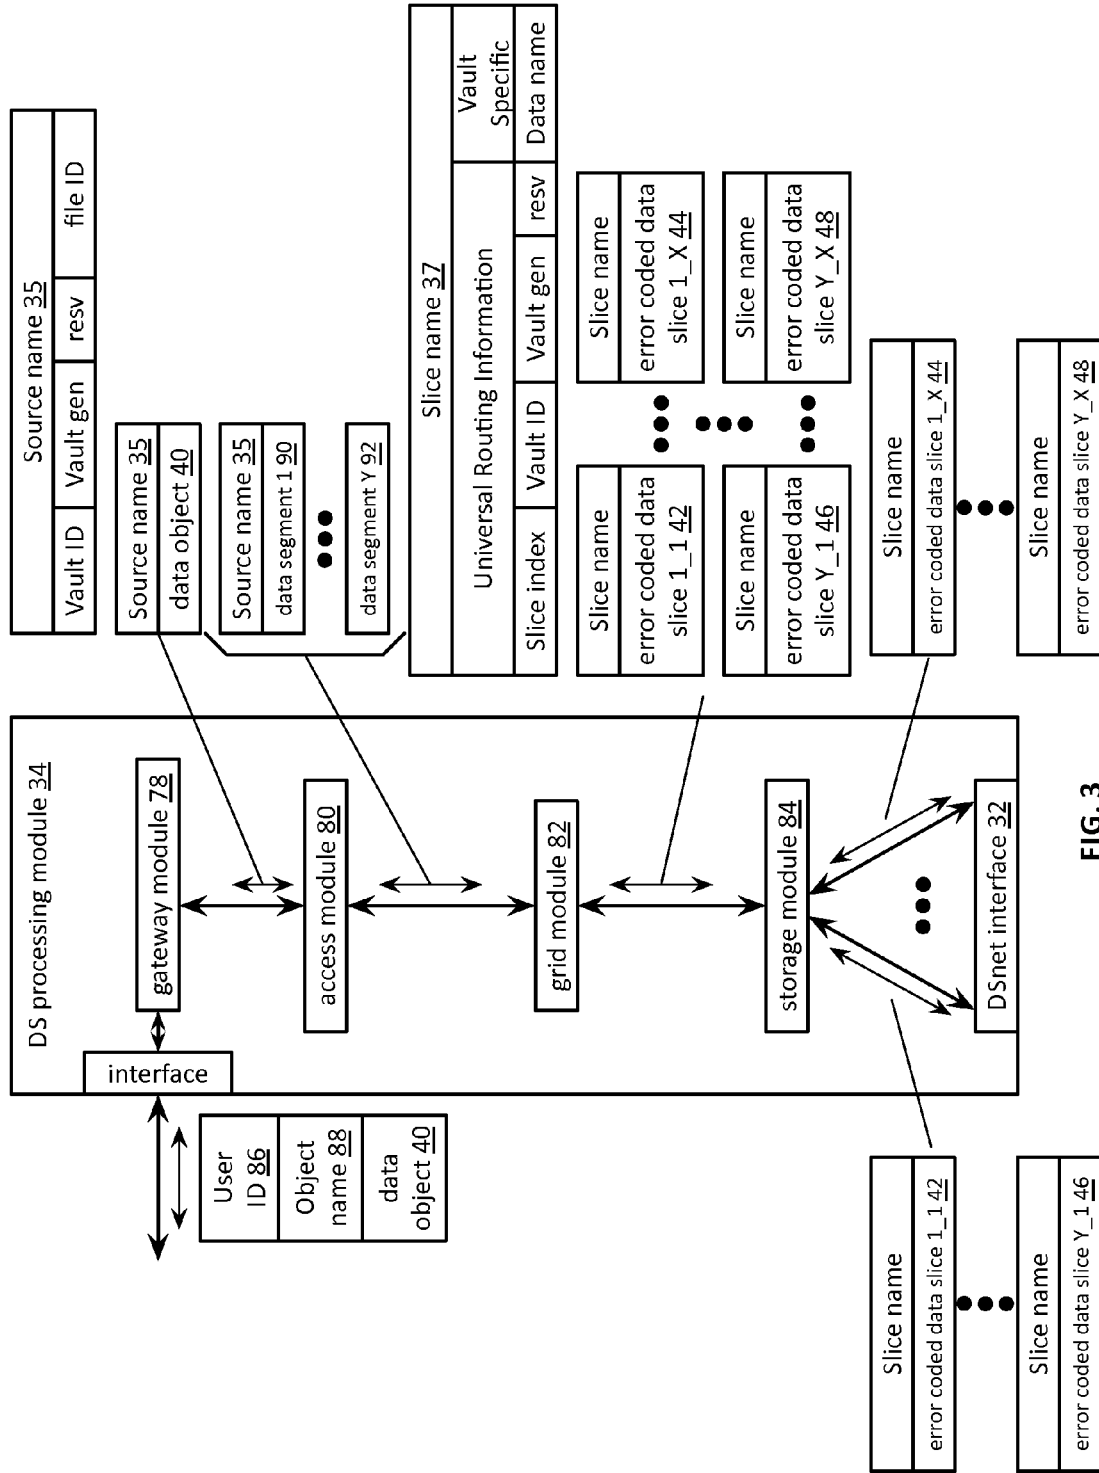 DS processing module 34
interface
gateway module 78
access module 80
grid module 82
storage module 84
DSnet interface 32
User
ID 86
Object
name 88
data
object 40
Source name 35
Vault ID
Vault gen
resv
file ID
Source name 35
data object 40
Source name 35
data segment 1 90
data segment Y 92
Slice name 37
Universal Routing Information
Vault
Specific
Slice index
Vault ID
Vault gen
resv
Data name
Slice name
error coded data
slice 1_1 42
Slice name
error coded data
slice 1_X 44
Slice name
error coded data
slice Y_1 46
Slice name
error coded data
slice Y_X 48
Slice name
error coded data slice 1_1 42
Slice name
error coded data slice Y_1 46
Slice name
error coded data slice 1_X 44
Slice name
error coded data slice Y_X 48
FIG. 3